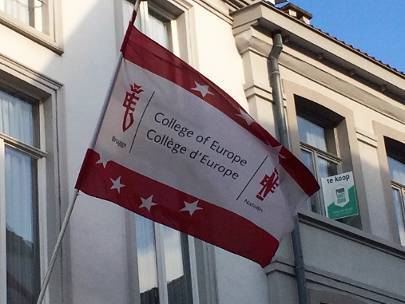 College of Europe
Collège d'Europe
Brugge
Natolin
te koop